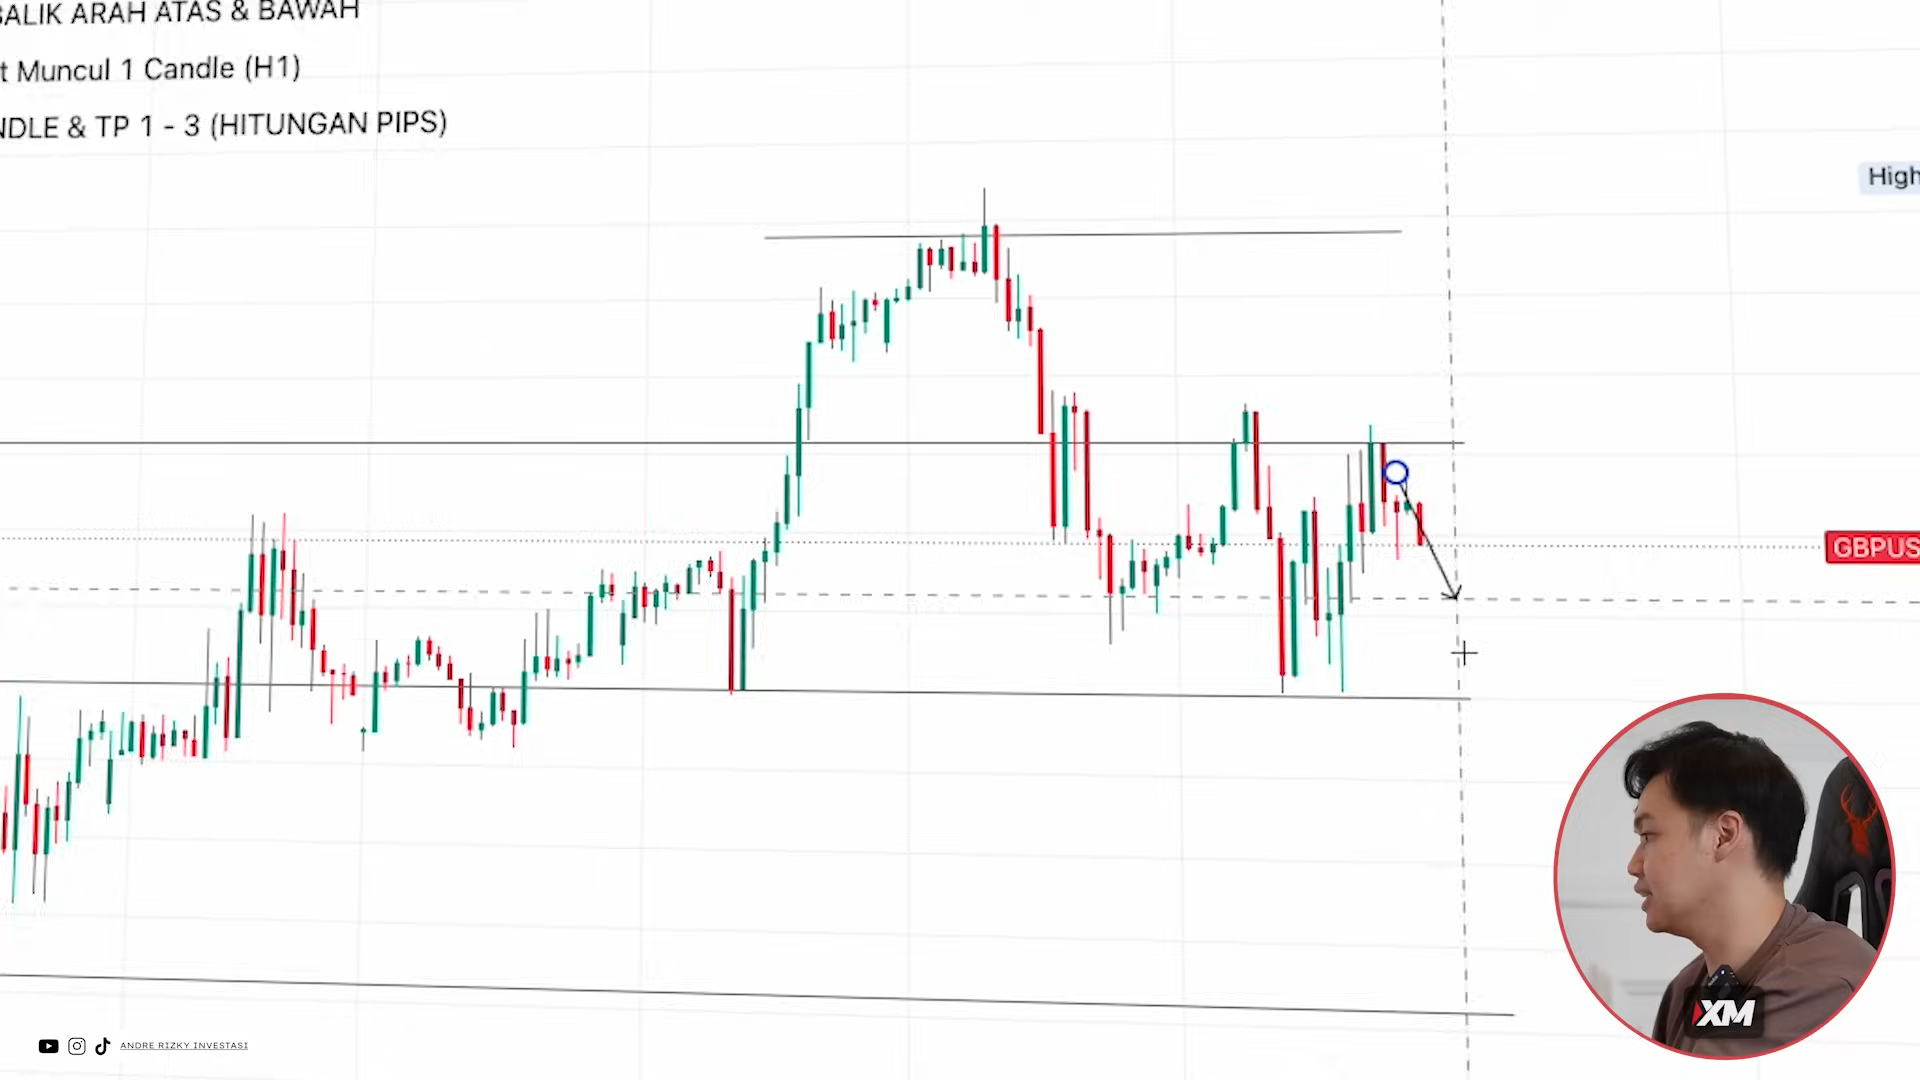 BALIK ARAH ATAS & BAWAH
t Muncul 1 Candle (H1)
NDLE & TP 1 - 3 (HITUNGAN PIPS)
High
GBPUS
XM
ANDRE RIZKY INVESTASI